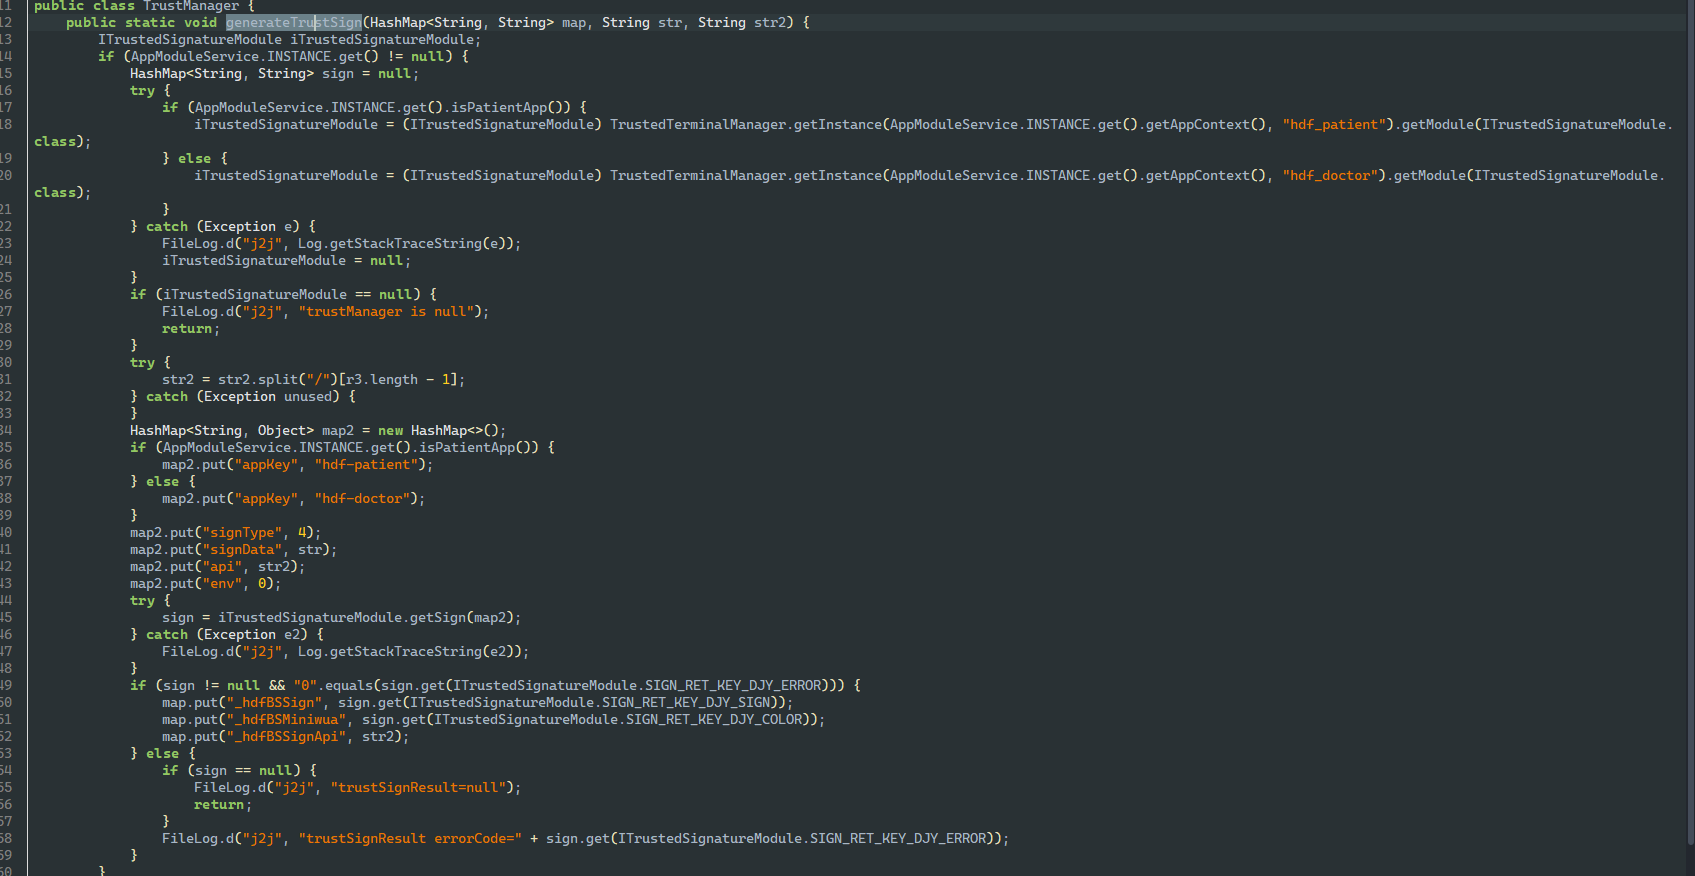 11 public class TrustManager {
12 public static void generateTrustSign(HashMap<String, String> map, String str, String str2) {
13 ITrustedSignatureModule iTrustedSignatureModule;
14 if (AppModuleService.INSTANCE.get() != null) {
15 HashMap<String, String> sign = null;
16 try {
17 if (AppModuleService.INSTANCE.get().isPatientApp()) {
18 iTrustedSignatureModule = (ITrustedSignatureModule) TrustedTerminalManager.getInstance(AppModuleService.INSTANCE.get().getAppContext(), "hdf_patient").getModule(ITrustedSignatureModule.
class);
19 } else {
20 iTrustedSignatureModule = (ITrustedSignatureModule) TrustedTerminalManager.getInstance(AppModuleService.INSTANCE.get().getAppContext(), "hdf_doctor").getModule(ITrustedSignatureModule.
class);
21 }
22 } catch (Exception e) {
23 FileLog.d("j2j", Log.getStackTraceString(e));
24 iTrustedSignatureModule = null;
25 }
26 if (iTrustedSignatureModule == null) {
27 FileLog.d("j2j", "trustManager is null");
28 return;
29 }
30 try {
31 str2 = str2.split("/")[r3.length - 1];
32 } catch (Exception unused) {
33 }
34 HashMap<String, Object> map2 = new HashMap<>();
35 if (AppModuleService.INSTANCE.get().isPatientApp()) {
36 map2.put("appKey", "hdf-patient");
37 } else {
38 map2.put("appKey", "hdf-doctor");
39 }
40 map2.put("signType", 4);
41 map2.put("signData", str);
42 map2.put("api", str2);
43 map2.put("env", 0);
44 try {
45 sign = iTrustedSignatureModule.getSign(map2);
46 } catch (Exception e2) {
47 FileLog.d("j2j", Log.getStackTraceString(e2));
48 }
49 if (sign != null && "0".equals(sign.get(ITrustedSignatureModule.SIGN_RET_KEY_DJY_ERROR))) {
50 map.put("_hdfBSSign", sign.get(ITrustedSignatureModule.SIGN_RET_KEY_DJY_SIGN));
51 map.put("_hdfBSMiniwua", sign.get(ITrustedSignatureModule.SIGN_RET_KEY_DJY_COLOR));
52 map.put("_hdfBSSignApi", str2);
53 } else {
54 if (sign == null) {
55 FileLog.d("j2j", "trustSignResult=null");
56 return;
57 }
58 FileLog.d("j2j", "trustSignResult errorCode=" + sign.get(ITrustedSignatureModule.SIGN_RET_KEY_DJY_ERROR));
59 }
60 }